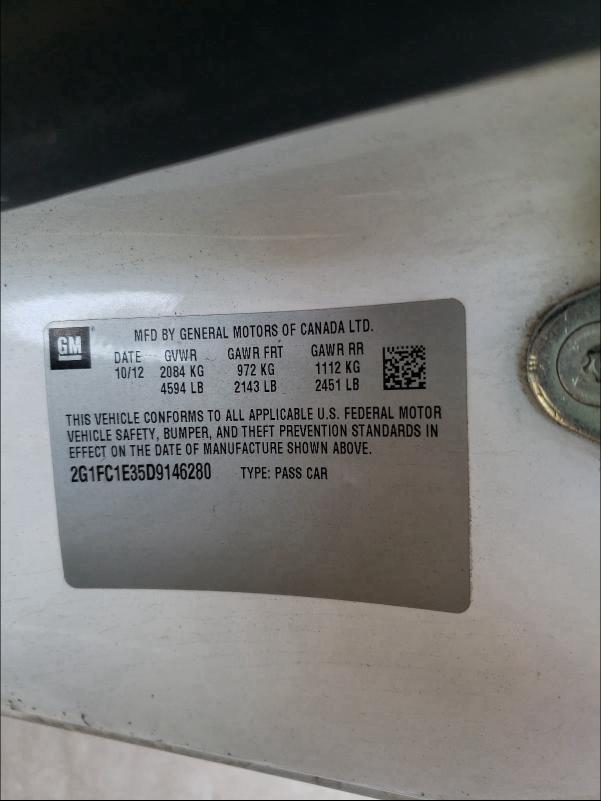 GM
MFD BY GENERAL MOTORS OF CANADA LTD.
DATE GVWR GAWR FRT GAWR RR
10/12 2084 KG 972 KG 1112 KG
4594 LB 2143 LB 2451 LB
THIS VEHICLE CONFORMS TO ALL APPLICABLE U.S. FEDERAL MOTOR
VEHICLE SAFETY, BUMPER, AND THEFT PREVENTION STANDARDS IN
EFFECT ON THE DATE OF MANUFACTURE SHOWN ABOVE.
2G1FC1E35D9146280 TYPE: PASS CAR